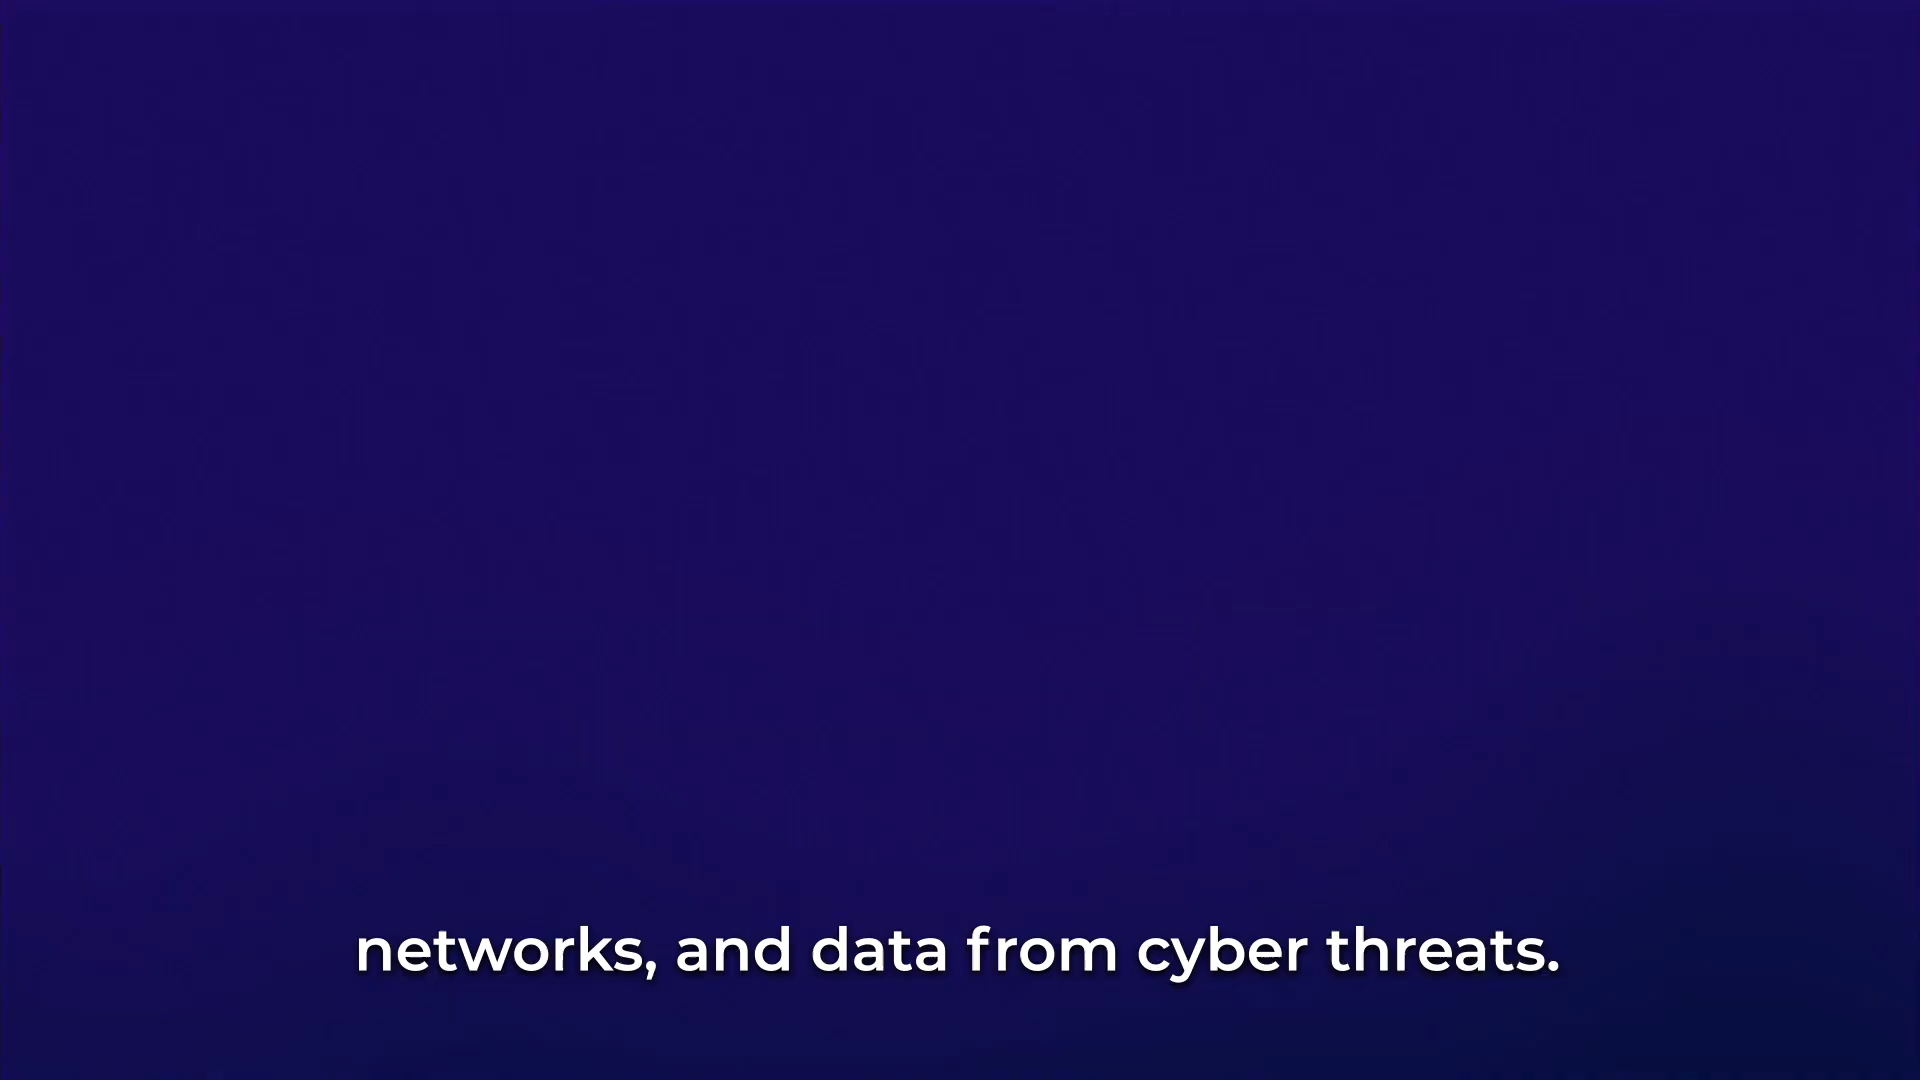 networks, and data from cyber threats.